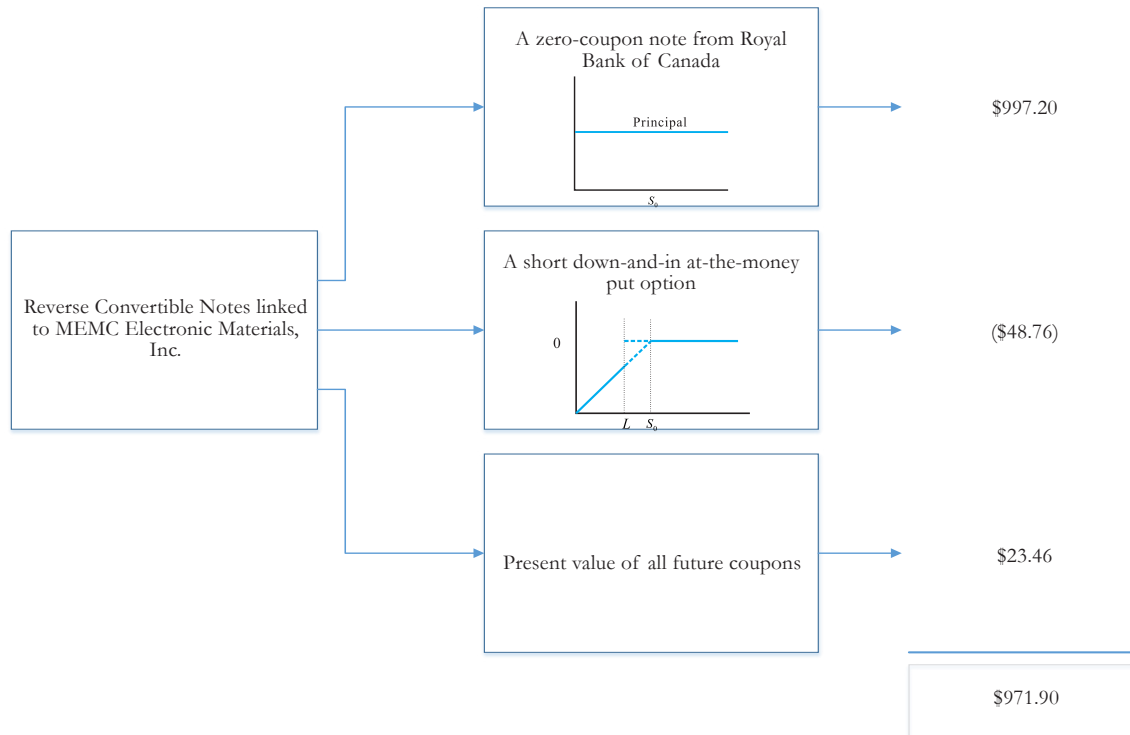 A zero-coupon note from Royal
Bank of Canada
Principal
S₀
$997.20
Reverse Convertible Notes linked
to MEMC Electronic Materials,
Inc.
A short down-and-in at-the-money
put option
0
L S₀
($48.76)
Present value of all future coupons
$23.46
$971.90